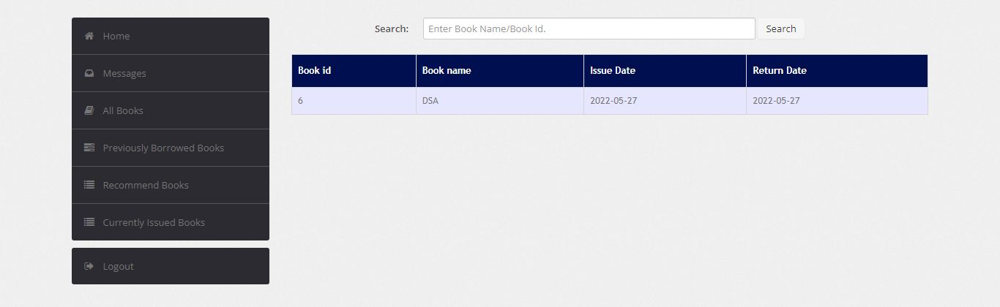 Home
Messages
All Books
Previously Borrowed Books
Recommend Books
Currently Issued Books
Logout
Search: Enter Book Name/Book Id. Search
Book id Book name Issue Date Return Date
6 DSA 2022-05-27 2022-05-27